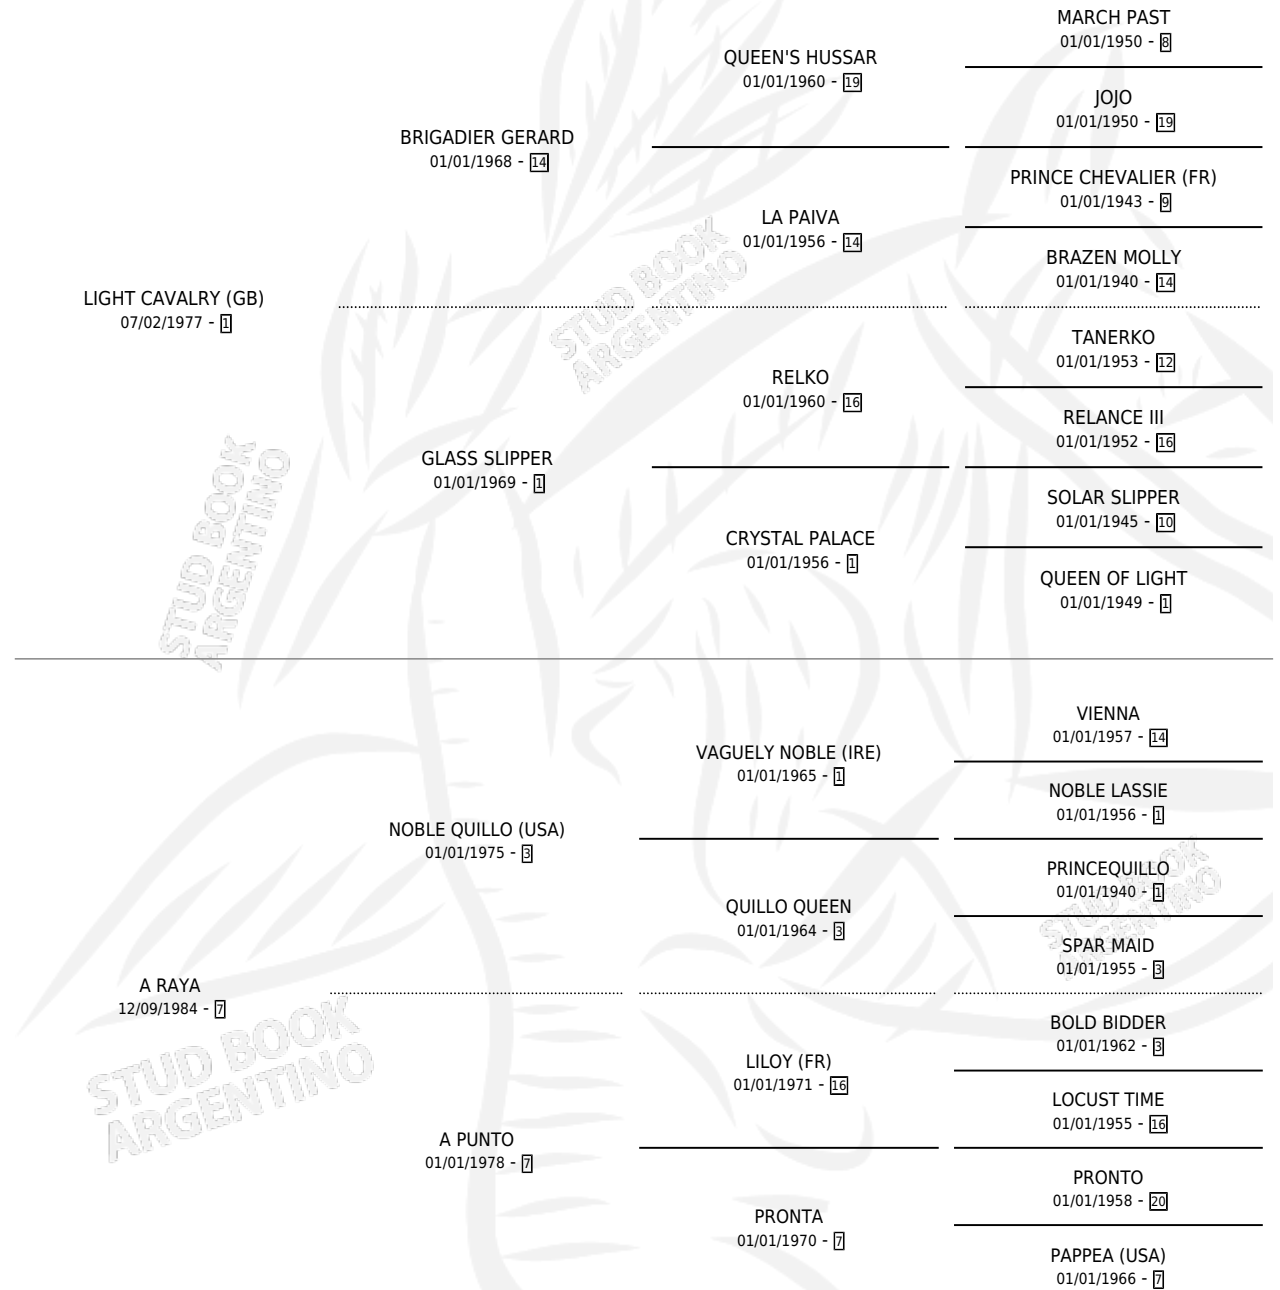 MARCH PAST
01/01/1950 - 8
QUEEN'S HUSSAR
01/01/1960 - 19
JOJO
01/01/1950 - 19
BRIGADIER GERARD
01/01/1968 - 14
PRINCE CHEVALIER (FR)
01/01/1943 - 9
LA PAIVA
01/01/1956 - 14
BRAZEN MOLLY
01/01/1940 - 14
LIGHT CAVALRY (GB)
07/02/1977 - 1
TANERKO
01/01/1953 - 12
RELKO
01/01/1960 - 16
RELANCE III
01/01/1952 - 16
GLASS SLIPPER
01/01/1969 - 1
SOLAR SLIPPER
01/01/1945 - 10
CRYSTAL PALACE
01/01/1956 - 1
QUEEN OF LIGHT
01/01/1949 - 1
VIENNA
01/01/1957 - 14
VAGUELY NOBLE (IRE)
01/01/1965 - 1
NOBLE LASSIE
01/01/1956 - 1
NOBLE QUILLO (USA)
01/01/1975 - 3
PRINCEQUILLO
01/01/1940 - 1
QUILLO QUEEN
01/01/1964 - 3
SPAR MAID
01/01/1955 - 3
A RAYA
12/09/1984 - 7
BOLD BIDDER
01/01/1962 - 3
LILOY (FR)
01/01/1971 - 16
LOCUST TIME
01/01/1955 - 16
A PUNTO
01/01/1978 - 7
PRONTO
01/01/1958 - 20
PRONTA
01/01/1970 - 7
PAPPEA (USA)
01/01/1966 - 7
STUD BOOK
ARGENTINO
STUD BOOK
ARGENTINO
STUD BOOK
ARGENTINO
STUD BOOK
ARGENTINO